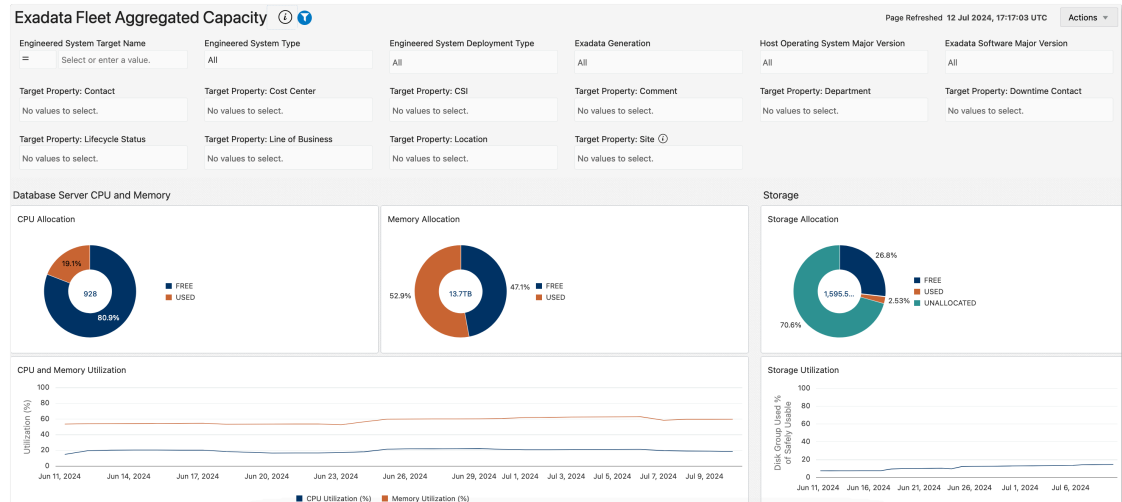 Exadata Fleet Aggregated Capacity
Page Refreshed 12 Jul 2024, 17:17:03 UTC
Actions
Engineered System Target Name
Engineered System Type
Engineered System Deployment Type
Exadata Generation
Host Operating System Major Version
Exadata Software Major Version
= Select or enter a value.
All
All
All
All
All
Target Property: Contact
Target Property: Cost Center
Target Property: CSI
Target Property: Comment
Target Property: Department
Target Property: Downtime Contact
No values to select.
No values to select.
No values to select.
No values to select.
No values to select.
No values to select.
Target Property: Lifecycle Status
Target Property: Line of Business
Target Property: Location
Target Property: Site
No values to select.
No values to select.
No values to select.
No values to select.
Database Server CPU and Memory
CPU Allocation
19.1%
928
80.9%
FREE
USED
Memory Allocation
52.9%
13.7TB
47.1%
FREE
USED
Storage
Storage Allocation
26.8%
1,595.5...
2.53%
70.6%
FREE
USED
UNALLOCATED
CPU and Memory Utilization
Utilization (%)
100
80
60
40
20
0
Jun 11, 2024 Jun 14, 2024 Jun 17, 2024 Jun 20, 2024 Jun 23, 2024 Jun 26, 2024 Jun 29, 2024 Jul 1, 2024 Jul 3, 2024 Jul 5, 2024 Jul 7, 2024 Jul 9, 2024
CPU Utilization (%) Memory Utilization (%)
Storage Utilization
Disk Group Used %
of Safely Usable
100
80
60
40
20
0
Jun 11, 2024 Jun 16, 2024 Jun 21, 2024 Jun 26, 2024 Jul 1, 2024 Jul 6, 2024